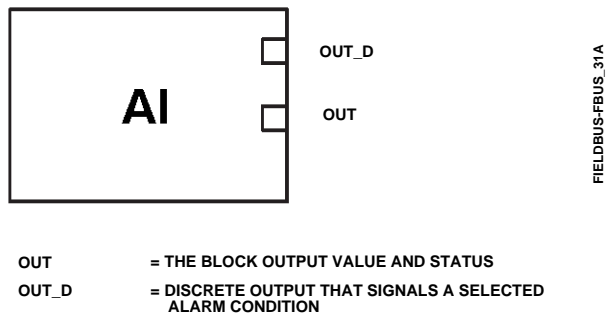 OUT_D
AI
OUT
FIELDBUS-FBUS_31A
OUT = THE BLOCK OUTPUT VALUE AND STATUS
OUT_D = DISCRETE OUTPUT THAT SIGNALS A SELECTED
ALARM CONDITION